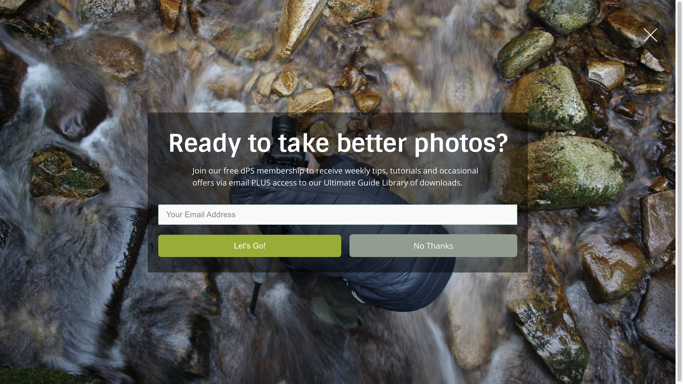 Ready to take better photos?
Join our free dPS membership to receive weekly tips, tutorials and occasional
offers via email PLUS access to our Ultimate Guide Library of downloads.
Your Email Address
Let's Go!
No Thanks